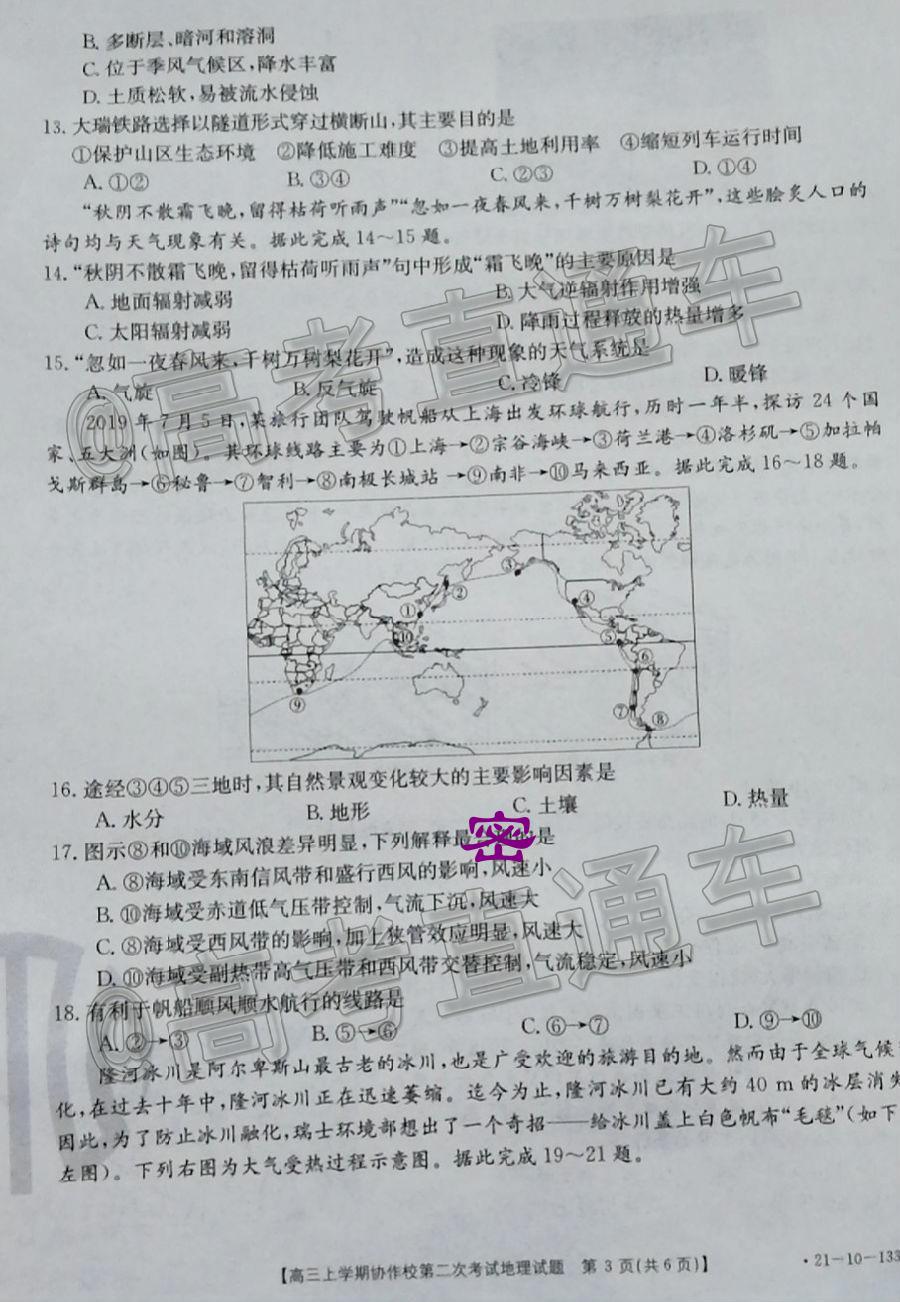 B. 多断层、暗河和溶洞
C. 位于季风气候区，降水丰富
D. 土质松软，易被流水侵蚀
13. 大瑞铁路选择以隧道形式穿过横断山，其主要目的是
①保护山区生态环境 ②降低施工难度 ③提高土地利用率 ④缩短列车运行时间
A. ①② B. ③④ C. ②③ D. ①④
“秋阴不散霜飞晚，留得枯荷听雨声”“忽如一夜春风来，千树万树梨花开”，这些脍炙人口的
诗句均与天气现象有关。据此完成14～15题。
14. “秋阴不散霜飞晚，留得枯荷听雨声”句中形成“霜飞晚”的主要原因是
A. 地面辐射减弱 B. 大气逆辐射作用增强
C. 太阳辐射减弱 D. 降雨过程释放的热量增多
15. “忽如一夜春风来，千树万树梨花开”，造成这种现象的天气系统是
A. 气旋 B. 反气旋 C. 冷锋 D. 暖锋
2019年7月5日，某旅行团队驾驶帆船从上海出发环球航行，历时一年半，探访24个国
家、五大洲(如图)。其环球线路主要为①上海→②宗谷海峡→③荷兰港→④洛杉矶→⑤加拉帕
戈斯群岛→⑥秘鲁→⑦智利→⑧南极长城站→⑨南非→⑩马来西亚。据此完成16～18题。
③
②
④
①
⑩
⑤
⑥
⑨
⑦
⑧
16. 途经③④⑤三地时，其自然景观变化较大的主要影响因素是
A. 水分 B. 地形 C. 土壤 D. 热量
17. 图示⑧和⑩海域风浪差异明显，下列解释最 密 的是
A. ⑧海域受东南信风带和盛行西风的影响，风速小
B. ⑩海域受赤道低气压带控制，气流下沉，风速大
C. ⑧海域受西风带的影响，加上狭管效应明显，风速大
D. ⑩海域受副热带高气压带和西风带交替控制，气流稳定，风速小
18. 有利于帆船顺风顺水航行的线路是
A. ②→③ B. ⑤→⑥ C. ⑥→⑦ D. ⑨→⑩
隆河冰川是阿尔卑斯山最古老的冰川，也是广受欢迎的旅游目的地。然而由于全球气候
化，在过去十年中，隆河冰川正在迅速萎缩。迄今为止，隆河冰川已有大约40 m的冰层消失
因此，为了防止冰川融化，瑞士环境部想出了一个奇招——给冰川盖上白色帆布“毛毯”(如下
左图)。下列右图为大气受热过程示意图。据此完成19～21题。
【高三上学期协作校第二次考试地理试题 第3页(共6页)】
·21-10-133
@高考直通车
@高考直通车